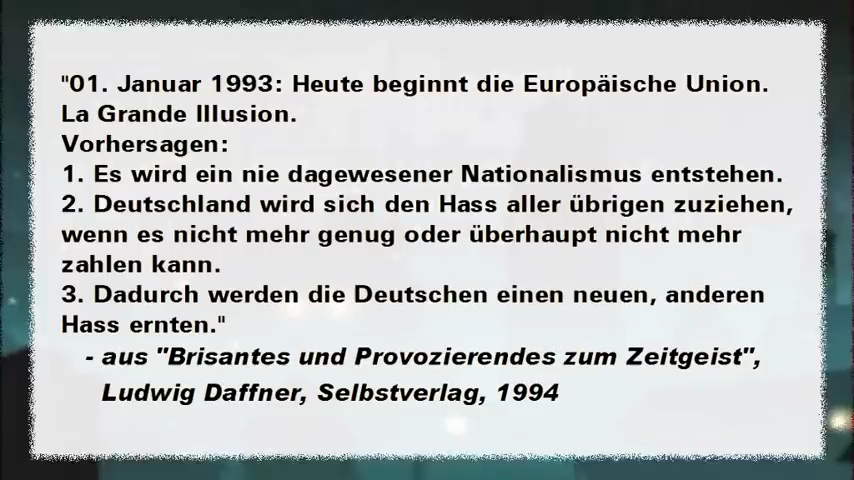 "01. Januar 1993: Heute beginnt die Europäische Union.
La Grande Illusion.
Vorhersagen:
1. Es wird ein nie dagewesener Nationalismus entstehen.
2. Deutschland wird sich den Hass aller übrigen zuziehen,
wenn es nicht mehr genug oder überhaupt nicht mehr
zahlen kann.
3. Dadurch werden die Deutschen einen neuen, anderen
Hass ernten."
- aus "Brisantes und Provozierendes zum Zeitgeist",
Ludwig Daffner, Selbstverlag, 1994